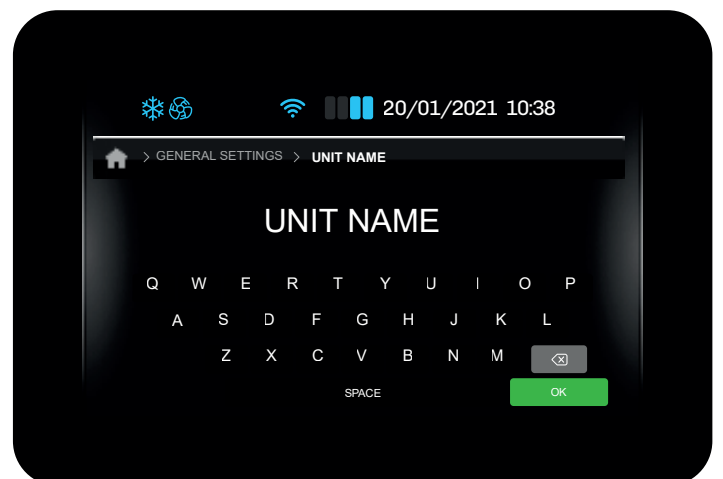 20/01/2021 10:38
> GENERAL SETTINGS > UNIT NAME
UNIT NAME
Q W E R T Y U I O P
A S D F G H J K L
Z X C V B N M
SPACE OK